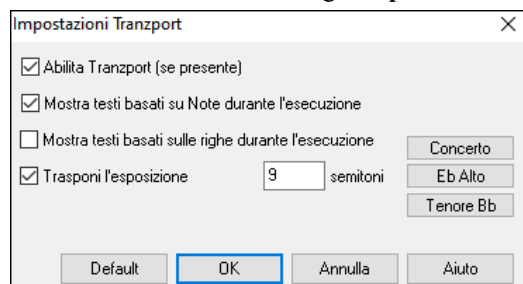 Impostazioni Tranzport
Abilita Tranzport (se presente)
Mostra testi basati su Note durante l'esecuzione
Mostra testi basati sulle righe durante l'esecuzione
Concerto
Trasponi l'esposizione 9 semitoni
Eb Alto
Tenore Bb
Default OK Annulla Aiuto